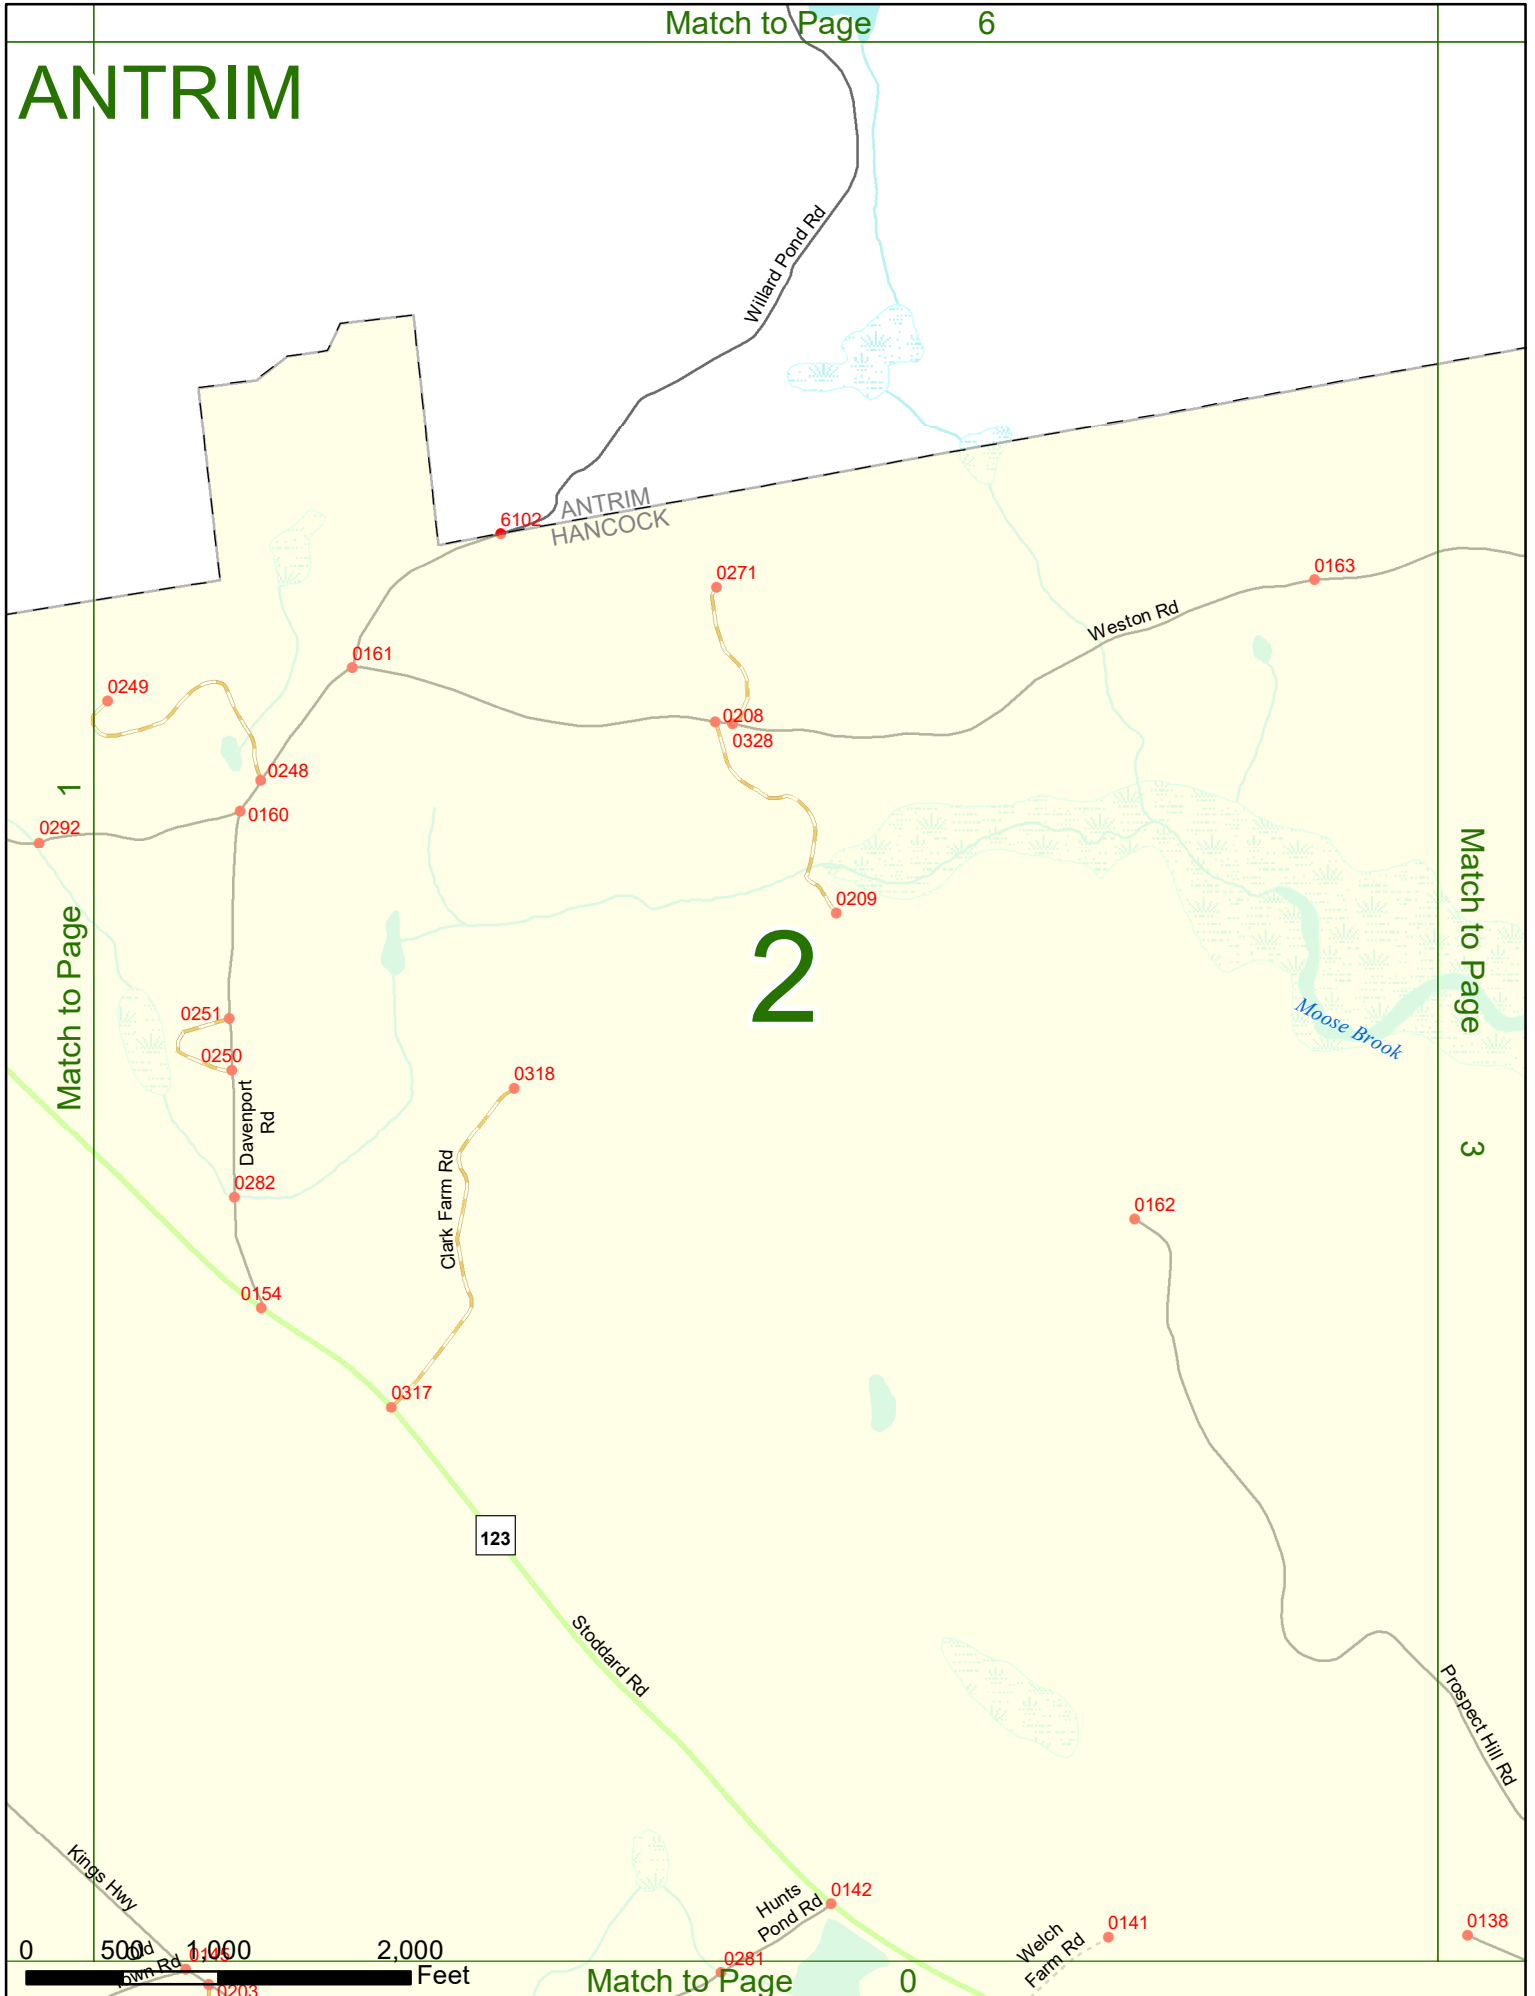 Match to Page 6
ANTRIM
Willard Pond Rd
6102
ANTRIM
HANCOCK
0271
0163
Weston Rd
0161
0249
0208
0328
0248
0160
0292
Match to Page 1
Match to Page 3
0209
2
Moose Brook
0251
0250
Davenport
Rd
0318
Clark Farm Rd
0282
0162
0154
0317
123
Stoddard Rd
Prospect Hill Rd
Kings Hwy
Hunts
Pond Rd
0142
0141
0138
Welch
Farm Rd
0 500 1,000 2,000
Feet
Old
Town Rd
0145
0203
0281
Match to Page 0